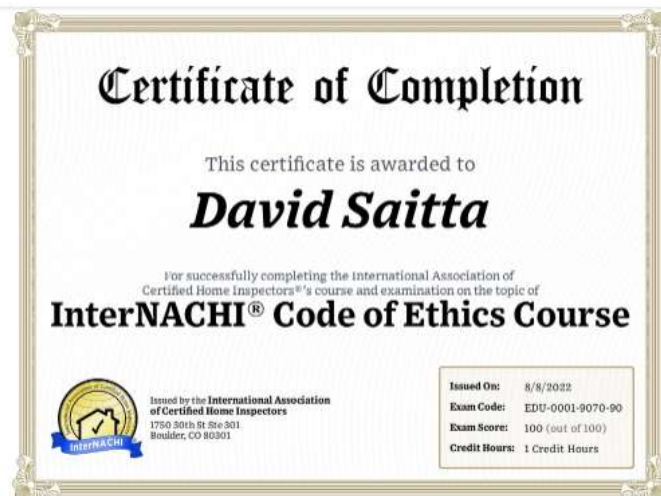 Certificate of Completion
This certificate is awarded to
David Saitta
For successfully completing the International Association of
Certified Home Inspectors®'s course and examination on the topic of
InterNACHI® Code of Ethics Course
InterNACHI
Issued by the International Association
of Certified Home Inspectors
1750 30th St Ste 301
Boulder, CO 80301
Issued On: 8/8/2022
Exam Code: EDU-0001-9070-90
Exam Score: 100 (out of 100)
Credit Hours: 1 Credit Hours